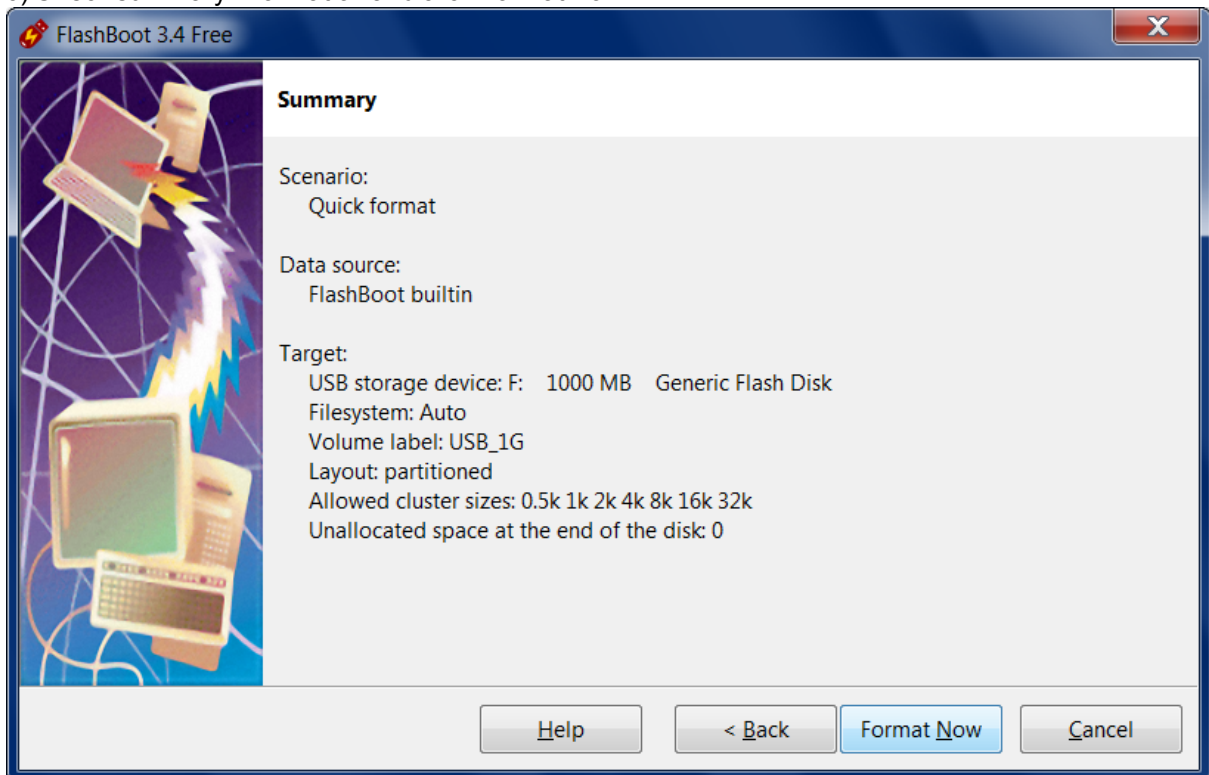 FlashBoot 3.4 Free
Summary
Scenario:
Quick format
Data source:
FlashBoot builtin
Target:
USB storage device: F: 1000 MB Generic Flash Disk
Filesystem: Auto
Volume label: USB_1G
Layout: partitioned
Allowed cluster sizes: 0.5k 1k 2k 4k 8k 16k 32k
Unallocated space at the end of the disk: 0
Help < Back Format Now Cancel